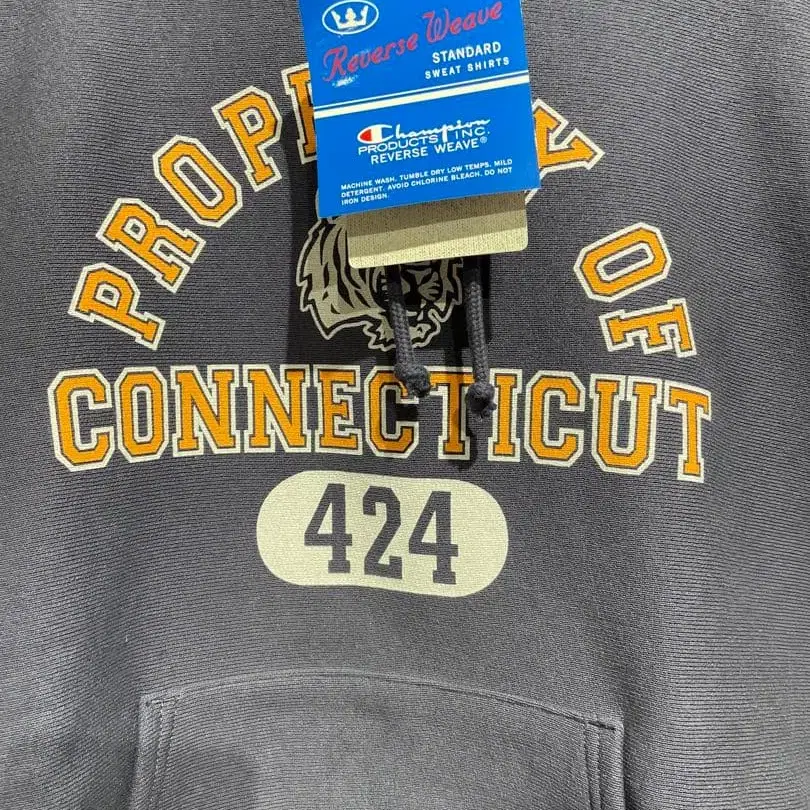 Reverse Weave
STANDARD
SWEAT SHIRTS
Champion
PRODUCTS INC.
REVERSE WEAVE®
MACHINE WASH. TUMBLE DRY LOW TEMPS. MILD
DETERGENT. AVOID CHLORINE BLEACH. DO NOT
IRON DESIGN.
PROPERTY OF
CONNECTICUT
424